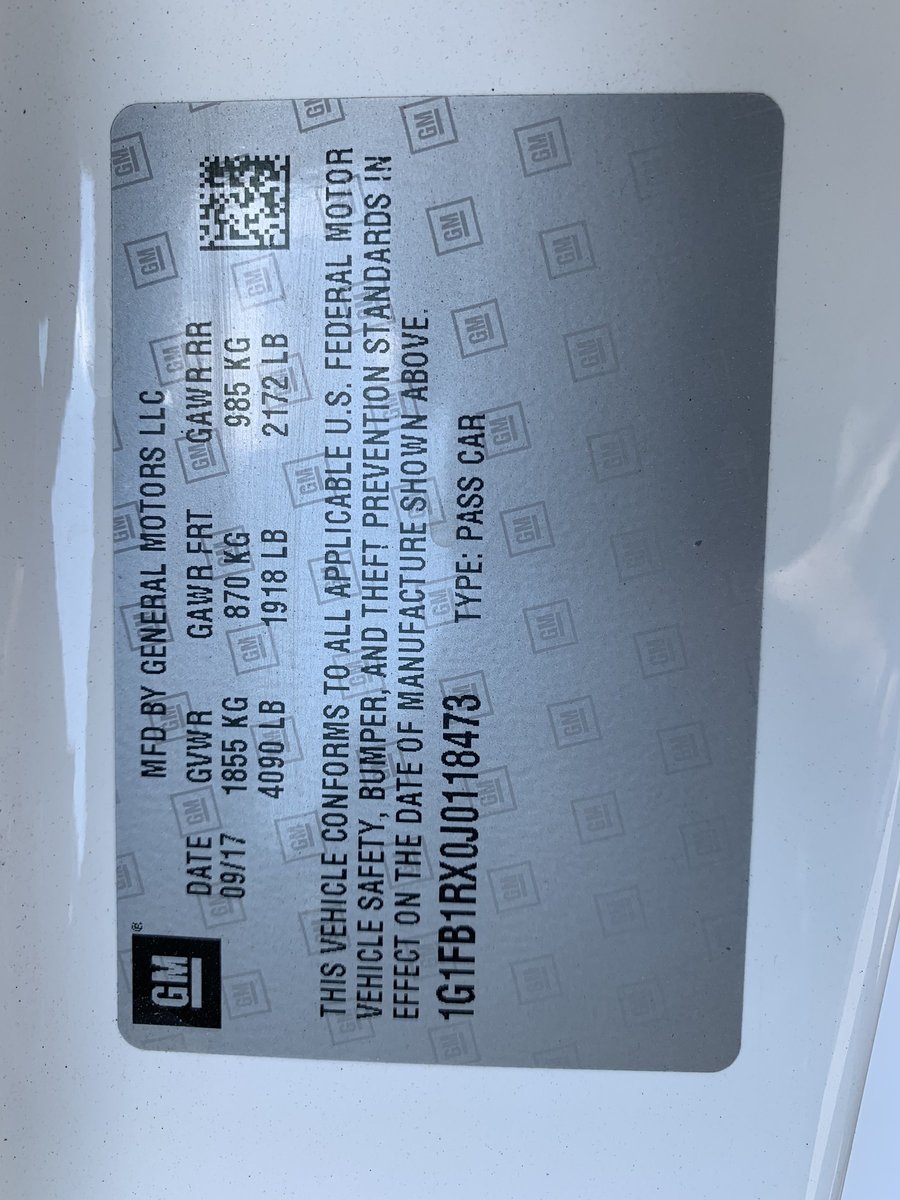 GM
MFD BY GENERAL MOTORS LLC
DATE GVWR GAWR FRT GAWR RR
09/17 1855 KG 870 KG 985 KG
4090 LB 1918 LB 2172 LB
THIS VEHICLE CONFORMS TO ALL APPLICABLE U.S. FEDERAL MOTOR
VEHICLE SAFETY, BUMPER, AND THEFT PREVENTION STANDARDS IN
EFFECT ON THE DATE OF MANUFACTURE SHOWN ABOVE.
1G1FB1RX0J0118473 TYPE: PASS CAR